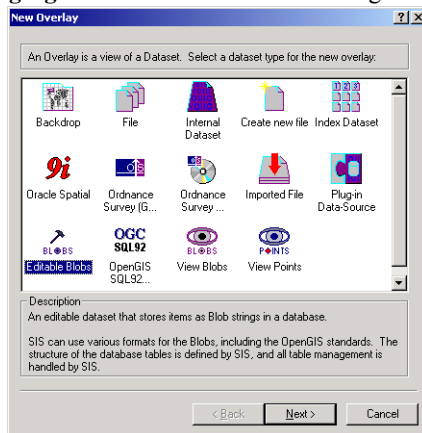 New Overlay
An Overlay is a view of a Dataset. Select a dataset type for the new overlay:
Backdrop
File
Internal
Dataset
Create new file
Index Dataset
9i
Oracle Spatial
Ordnance
Survey (G...
Ordnance
Survey ...
Imported File
Plug-in
Data-Source
BLOBS
Editable Blobs
OGC
SQL92
OpenGIS
SQL92...
BLOBS
View Blobs
POINTS
View Points
Description
An editable dataset that stores items as Blob strings in a database.
SIS can use various formats for the Blobs, including the OpenGIS standards. The
structure of the database tables is defined by SIS, and all table management is
handled by SIS.
< Back
Next >
Cancel